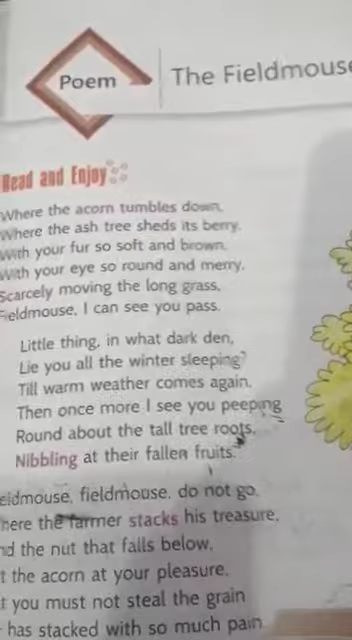 Poem
The Fieldmouse
Read and Enjoy
Where the acorn tumbles down,
Where the ash tree sheds its berry,
With your fur so soft and brown,
With your eye so round and merry,
Scarcely moving the long grass,
Fieldmouse, I can see you pass.
Little thing, in what dark den,
Lie you all the winter sleeping?
Till warm weather comes again,
Then once more I see you peeping
Round about the tall tree roots,
Nibbling at their fallen fruits.
eldmouse, fieldmouse, do not go,
here the farmer stacks his treasure,
nd the nut that falls below,
t the acorn at your pleasure,
t you must not steal the grain
has stacked with so much pain